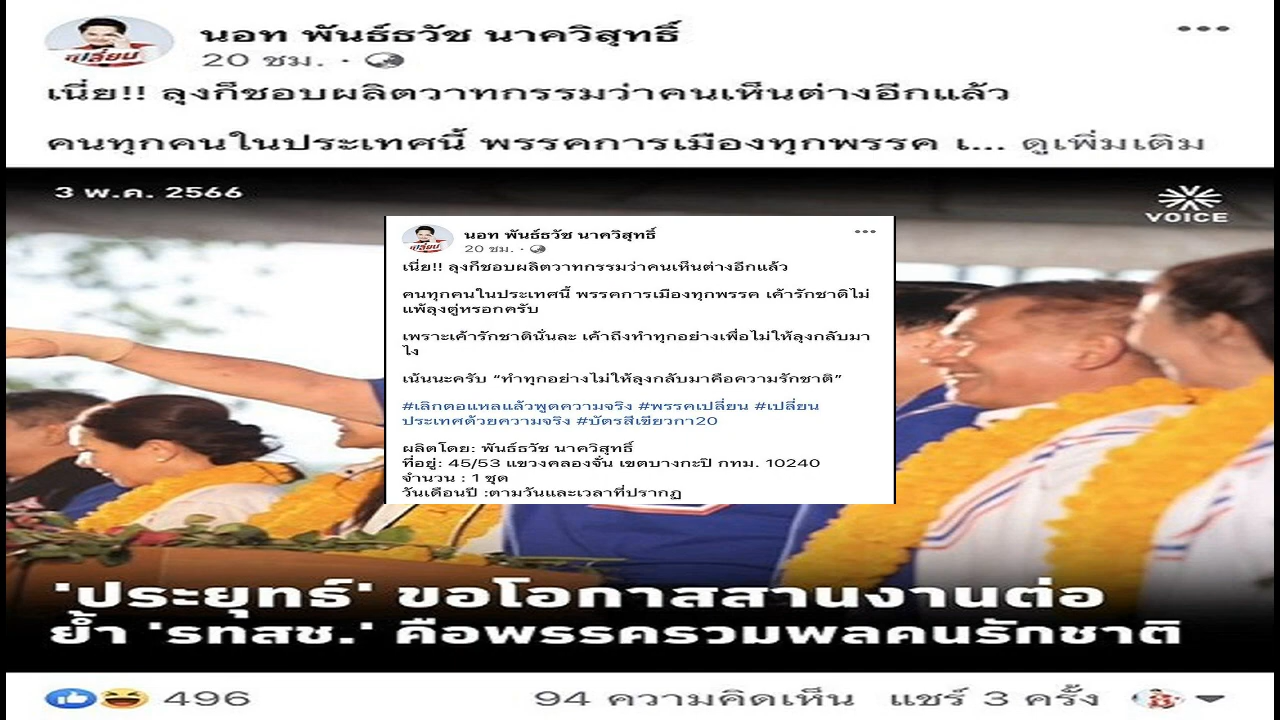 นอท พันธ์ธวัช นาควิสุทธิ์
20 ชม. ·
เปลี่ยน
เนี่ย!! ลุงก็ชอบผลิตวาทกรรมว่าคนเห็นต่างอีกแล้ว
คนทุกคนในประเทศนี้ พรรคการเมืองทุกพรรค เ... ดูเพิ่มเติม
3 พ.ค. 2566
VOICE
นอท พันธ์ธวัช นาควิสุทธิ์
20 ชม. ·
เปลี่ยน
เนี่ย!! ลุงก็ชอบผลิตวาทกรรมว่าคนเห็นต่างอีกแล้ว
คนทุกคนในประเทศนี้ พรรคการเมืองทุกพรรค เค้ารักชาติไม่
แพ้ลุงตู่หรอกครับ
เพราะเค้ารักชาตินั่นละ เค้าถึงทำทุกอย่างเพื่อไม่ให้ลุงกลับมา
ไง
เน้นนะครับ “ทำทุกอย่างไม่ให้ลุงกลับมาคือความรักชาติ”
#เลิกตอแหลแล้วพูดความจริง #พรรคเปลี่ยน #เปลี่ยน
ประเทศด้วยความจริง #บัตรสีเขียวกา20
ผลิตโดย: พันธ์ธวัช นาควิสุทธิ์
ที่อยู่: 45/53 แขวงคลองจั่น เขตบางกะปิ กทม. 10240
จำนวน : 1 ชุด
วันเดือนปี :ตามวันและเวลาที่ปรากฏ
'ประยุทธ์' ขอโอกาสสานงานต่อ
ย้ำ 'รทสช.' คือพรรครวมพลคนรักชาติ
496
94 ความคิดเห็น แชร์ 3 ครั้ง